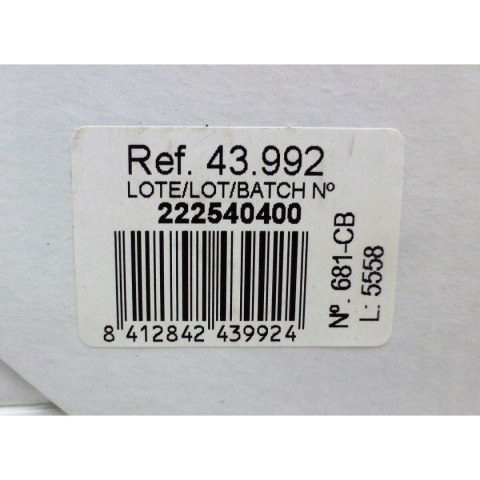 Ref. 43.992
LOTE/LOT/BATCH Nº
222540400
8 412842 439924
Nº. 681-CB
L: 5558